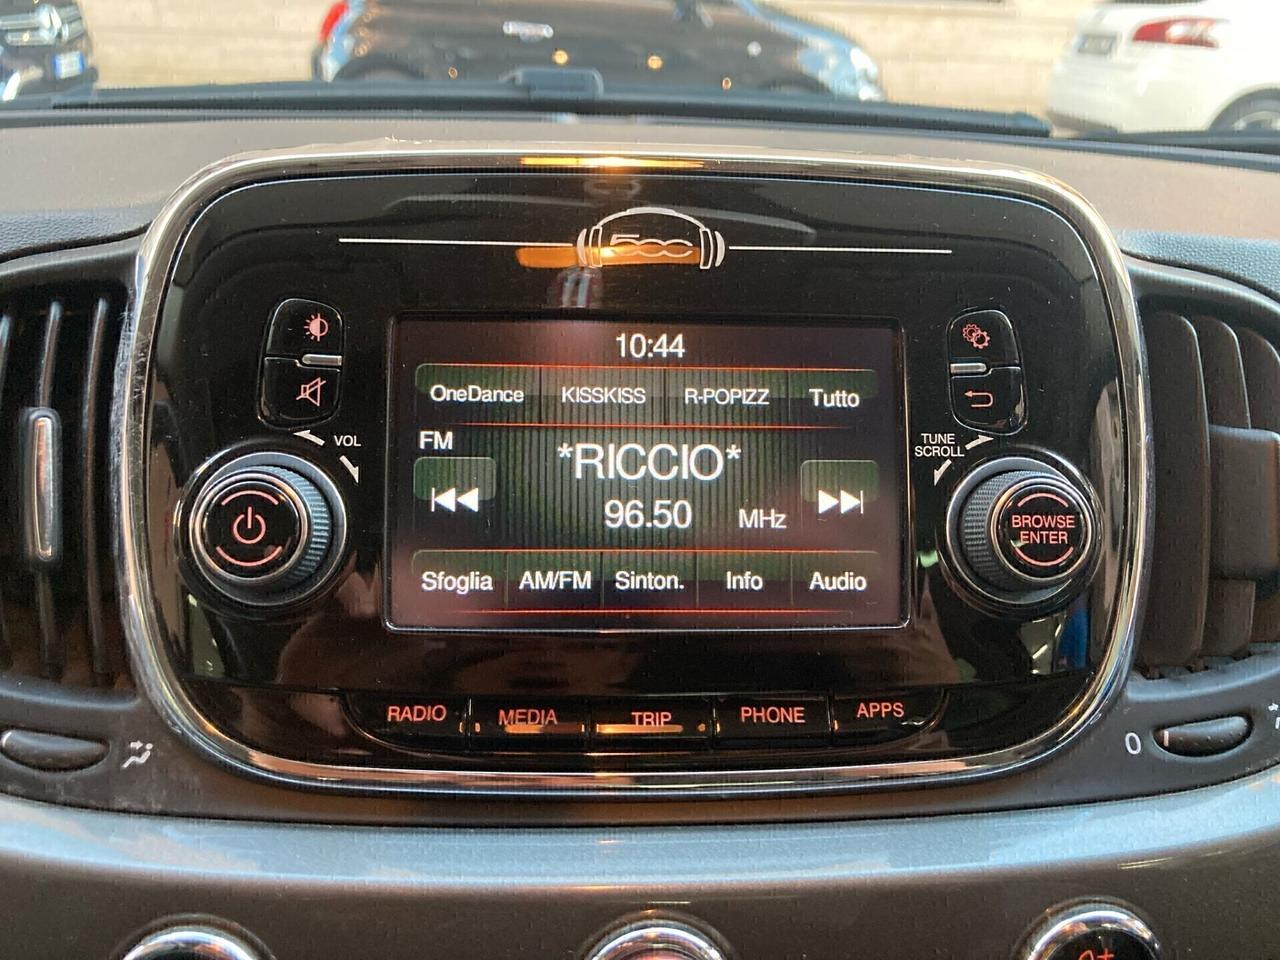 500
10:44
OneDance KISSKISS R-POPIZZ Tutto
FM
*RICCIO*
96.50 MHz
Sfoglia AM/FM Sinton. Info Audio
VOL
TUNE
SCROLL
BROWSE
ENTER
RADIO MEDIA TRIP PHONE APPS
0